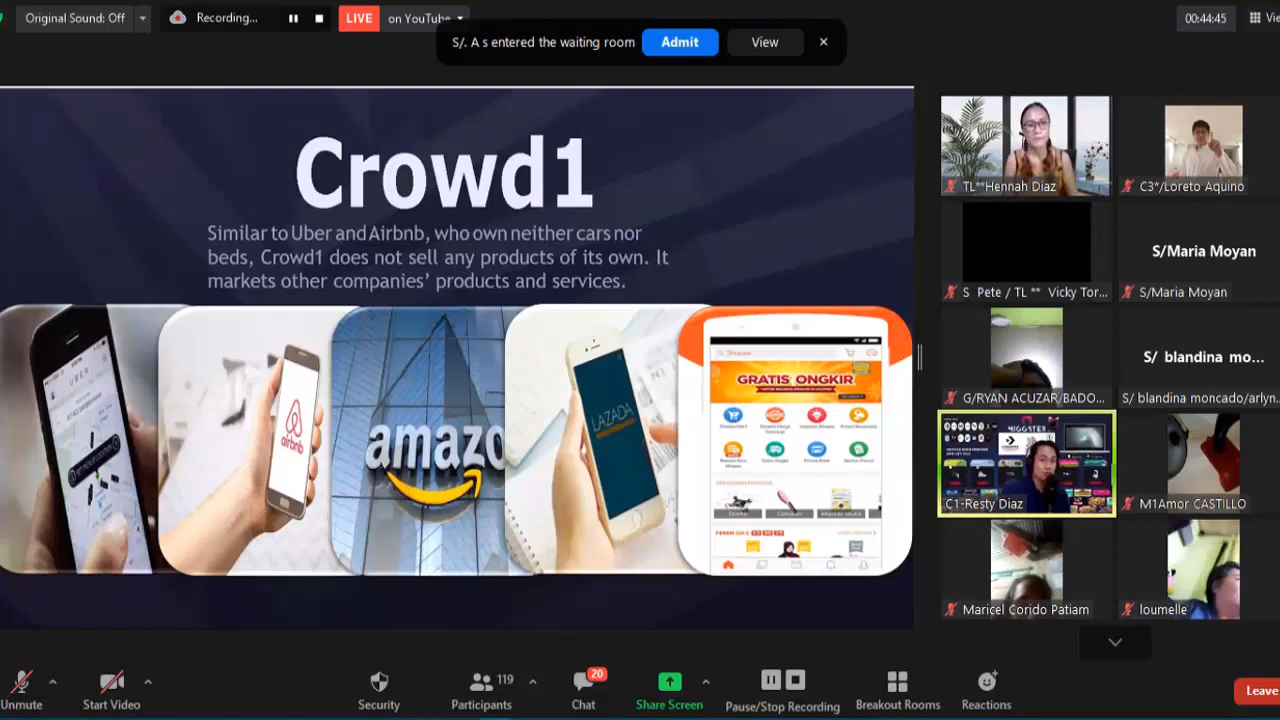 Original Sound: Off
Recording...
LIVE
on YouTube
S/. A s entered the waiting room
Admit
View
00:44:45
Crowd1
Similar to Uber and Airbnb, who own neither cars nor
beds, Crowd1 does not sell any products of its own. It
markets other companies' products and services.
UBER
airbnb
amazo
LAZADA
Shopee
GRATIS ONGKIR
TL**Hennah Diaz
C3*/Loreto Aquino
S Pete / TL ** Vicky Tor...
S/Maria Moyan
S/Maria Moyan
G/RYAN ACUZAR/BADO...
S/ blandina mo...
S/ blandina moncado/arlyn
HIGGSTER
C1-Resty Diaz
M1Amor CASTILLO
Maricel Corido Patiam
loumelle
Unmute
Start Video
Security
119
Participants
20
Chat
Share Screen
Pause/Stop Recording
Breakout Rooms
Reactions
Leave